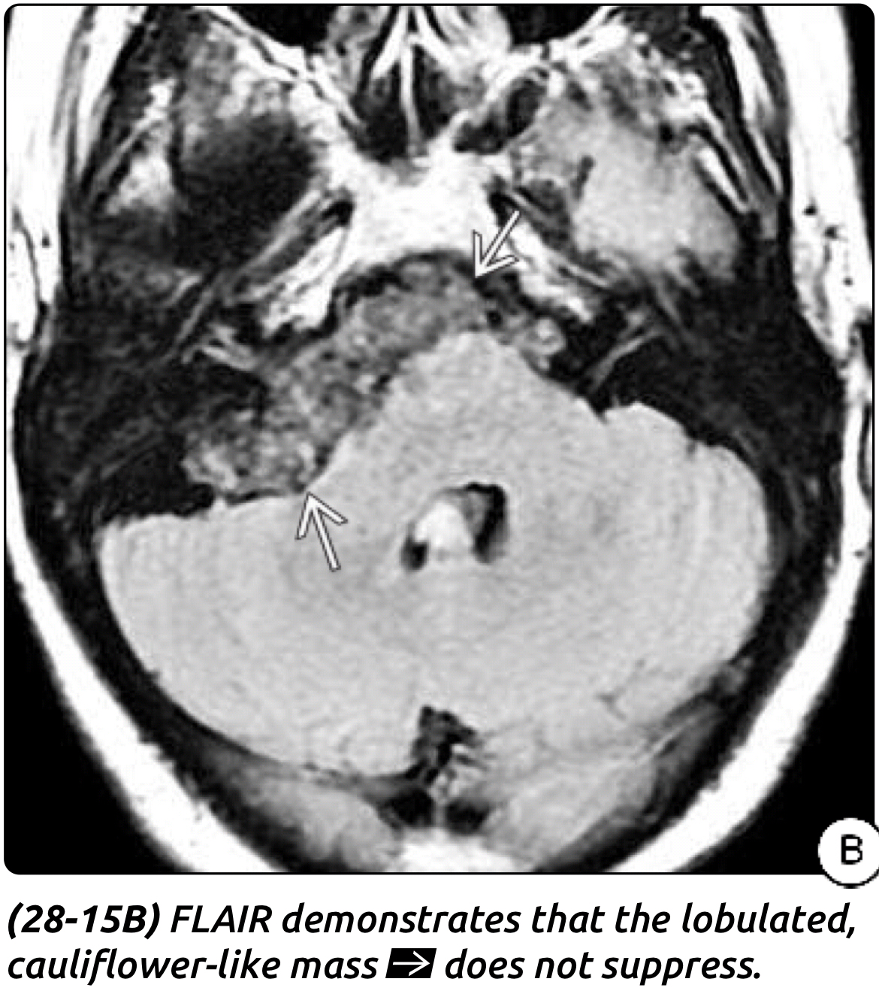 B
(28-15B) FLAIR demonstrates that the lobulated,
cauliflower-like mass does not suppress.